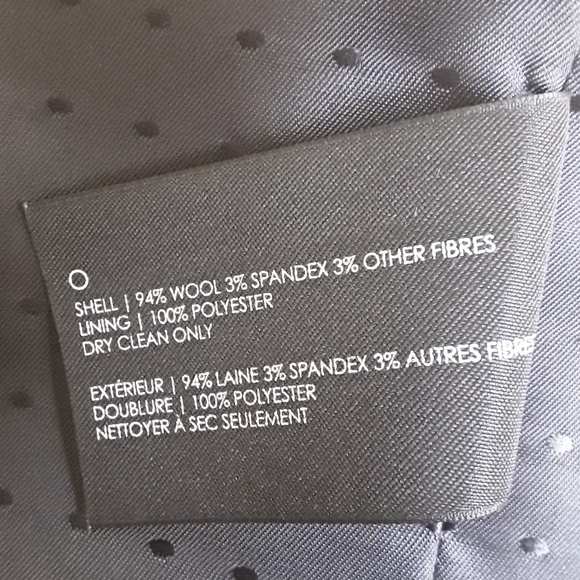 SHELL | 94% WOOL 3% SPANDEX 3% OTHER FIBRES
LINING | 100% POLYESTER
DRY CLEAN ONLY
EXTÉRIEUR | 94% LAINE 3% SPANDEX 3% AUTRES FIBRE
DOUBLURE | 100% POLYESTER
NETTOYER À SEC SEULEMENT